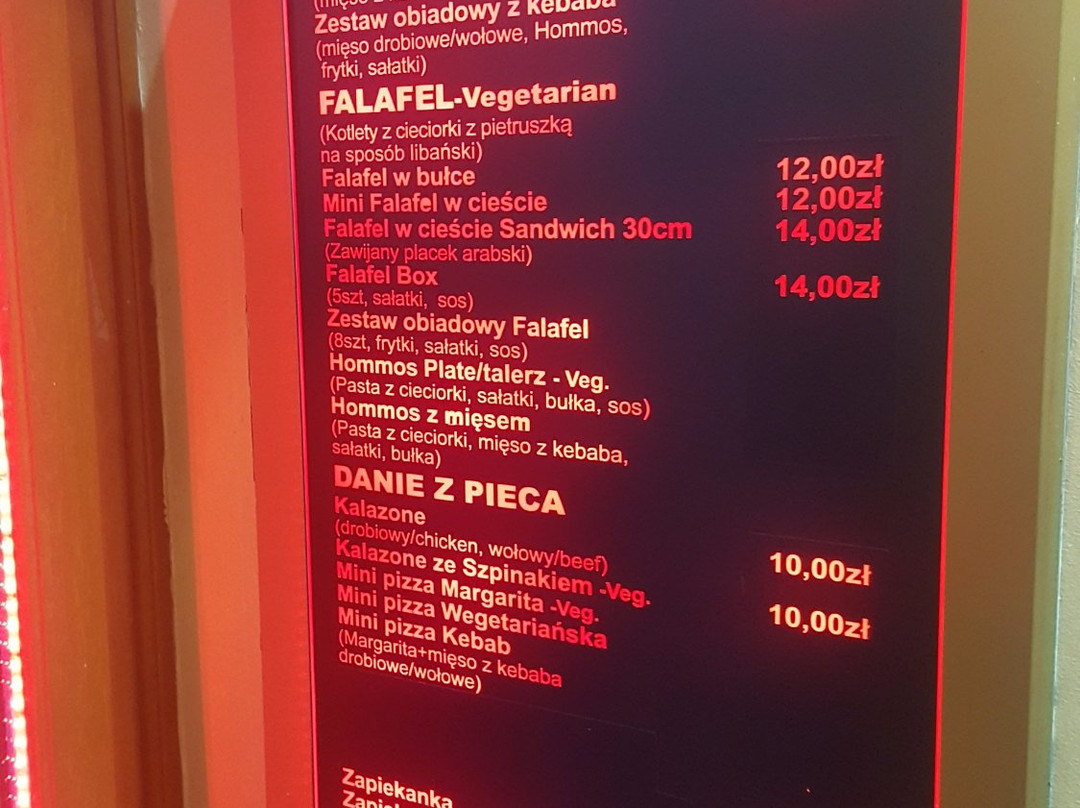 Zestaw obiadowy z kebaba
(mięso drobiowe/wołowe, Hommos,
frytki, sałatki)
FALAFEL-Vegetarian
(Kotlety z cieciorki z pietruszką
na sposób libański)
Falafel w bułce 12,00zł
Mini Falafel w cieście 12,00zł
Falafel w cieście Sandwich 30cm 14,00zł
(Zawijany placek arabski)
Falafel Box 14,00zł
(5szt, sałatki, sos)
Zestaw obiadowy Falafel
(8szt, frytki, sałatki, sos)
Hommos Plate/talerz - Veg.
(Pasta z cieciorki, sałatki, bułka, sos)
Hommos z mięsem
(Pasta z cieciorki, mięso z kebaba,
sałatki, bułka)
DANIE Z PIECA
Kalazone
(drobiowy/chicken, wołowy/beef)
Kalazone ze Szpinakiem -Veg. 10,00zł
Mini pizza Margarita -Veg.
Mini pizza Wegetariańska 10,00zł
Mini pizza Kebab
(Margarita+mięso z kebaba
drobiowe/wołowe)
Zapiekanka